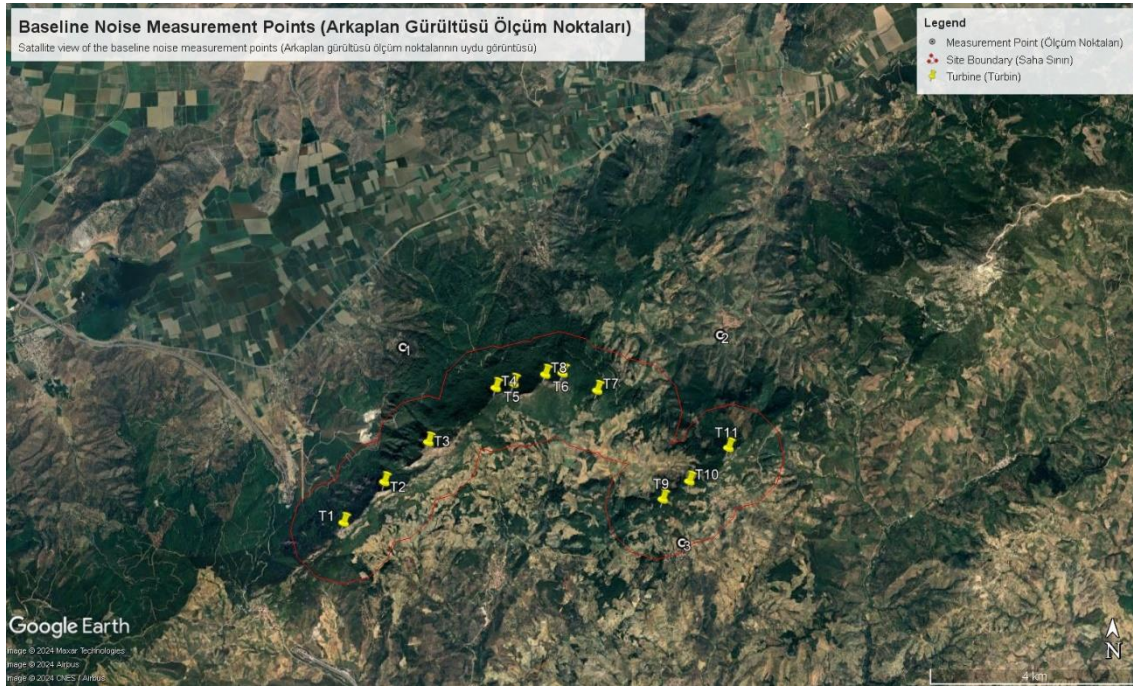 Baseline Noise Measurement Points (Arkaplan Gürültüsü Ölçüm Noktaları)
Satallite view of the baseline noise measurement points (Arkaplan gürültüsü ölçüm noktalarının uydu görüntüsü)
Legend
Measurement Point (Ölçüm Noktaları)
Site Boundary (Saha Sınırı)
Turbine (Türbin)
1
2
T8
T4
T6
T7
T5
T3
T11
T2
T10
T9
T1
3
Google Earth
Image © 2024 Maxar Technologies
Image © 2024 Airbus
Image © 2024 CNES / Airbus
N
4 km